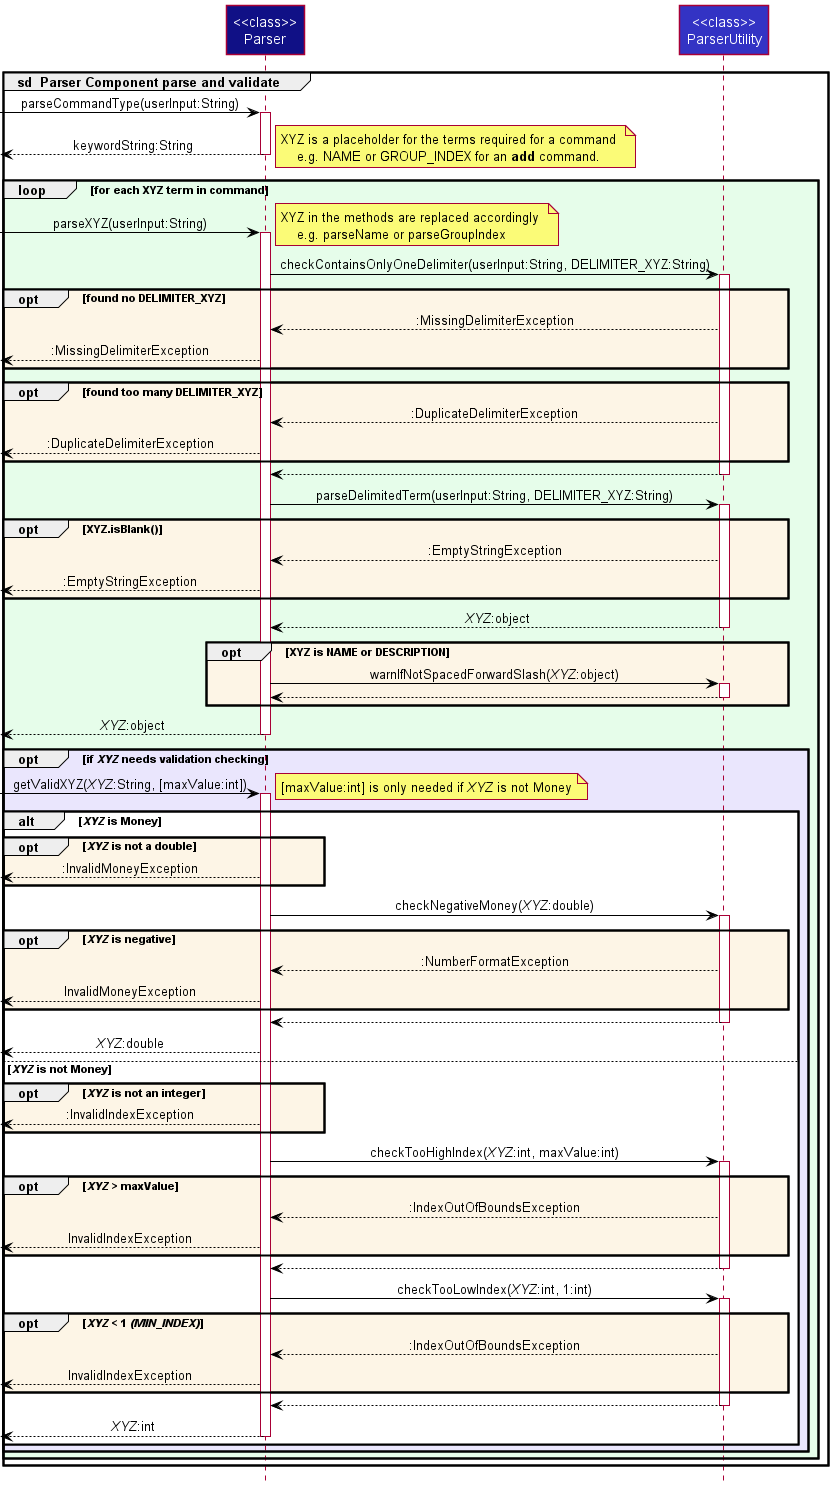 <<class>>
Parser
<<class>>
ParserUtility
sd Parser Component parse and validate
parseCommandType(userInput:String)
XYZ is a placeholder for the terms required for a command
e.g. NAME or GROUP_INDEX for an add command.
keywordString:String
loop [for each XYZ term in command]
XYZ in the methods are replaced accordingly
e.g. parseName or parseGroupIndex
parseXYZ(userInput:String)
checkContainsOnlyOneDelimiter(userInput:String, DELIMITER_XYZ:String)
opt [found no DELIMITER_XYZ]
:MissingDelimiterException
:MissingDelimiterException
opt [found too many DELIMITER_XYZ]
:DuplicateDelimiterException
:DuplicateDelimiterException
parseDelimitedTerm(userInput:String, DELIMITER_XYZ:String)
opt [XYZ.isBlank()]
:EmptyStringException
:EmptyStringException
XYZ:object
opt [XYZ is NAME or DESCRIPTION]
warnIfNotSpacedForwardSlash(XYZ:object)
XYZ:object
opt [if XYZ needs validation checking]
getValidXYZ(XYZ:String, [maxValue:int])
[maxValue:int] is only needed if XYZ is not Money
alt [XYZ is Money]
opt [XYZ is not a double]
:InvalidMoneyException
checkNegativeMoney(XYZ:double)
opt [XYZ is negative]
:NumberFormatException
InvalidMoneyException
XYZ:double
[XYZ is not Money]
opt [XYZ is not an integer]
:InvalidIndexException
checkTooHighIndex(XYZ:int, maxValue:int)
opt [XYZ > maxValue]
:IndexOutOfBoundsException
InvalidIndexException
checkTooLowIndex(XYZ:int, 1:int)
opt [XYZ < 1 (MIN_INDEX)]
:IndexOutOfBoundsException
InvalidIndexException
XYZ:int